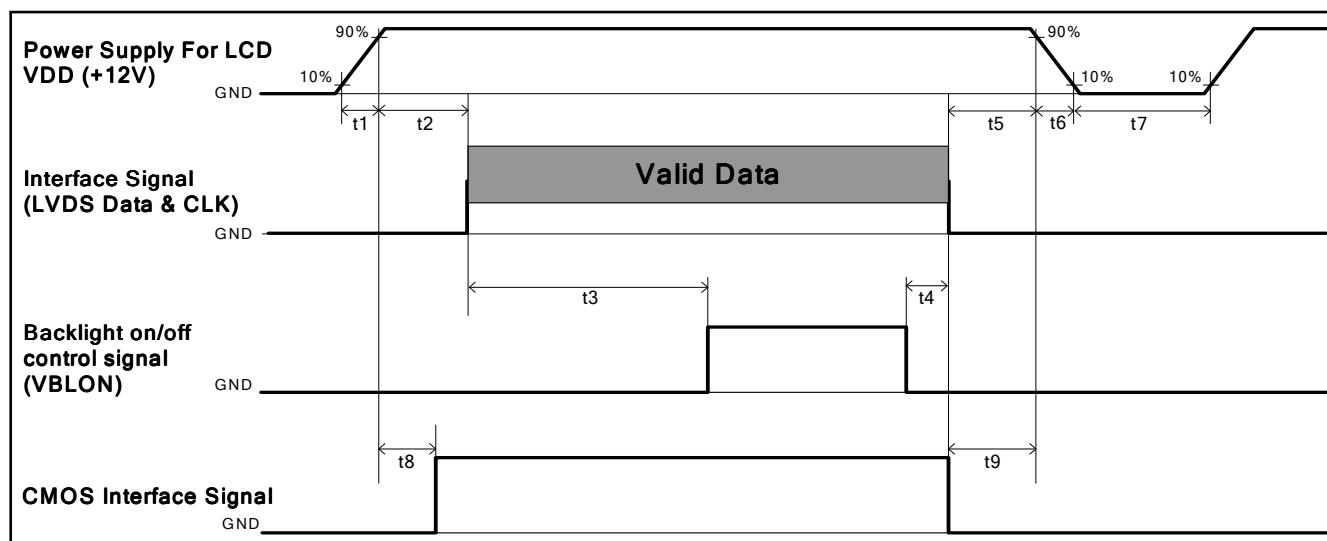 Power Supply For LCD
VDD (+12V)
90%
10%
GND
90%
10%
10%
t1
t2
t5
t6
t7
Interface Signal
(LVDS Data & CLK)
Valid Data
GND
t3
t4
Backlight on/off
control signal
(VBLON)
GND
t8
t9
CMOS Interface Signal
GND